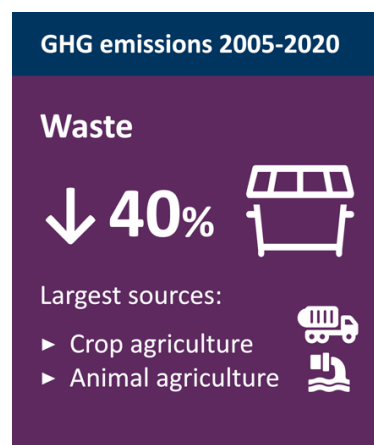 GHG emissions 2005-2020
Waste
↓ 40%
Largest sources:
► Crop agriculture
► Animal agriculture